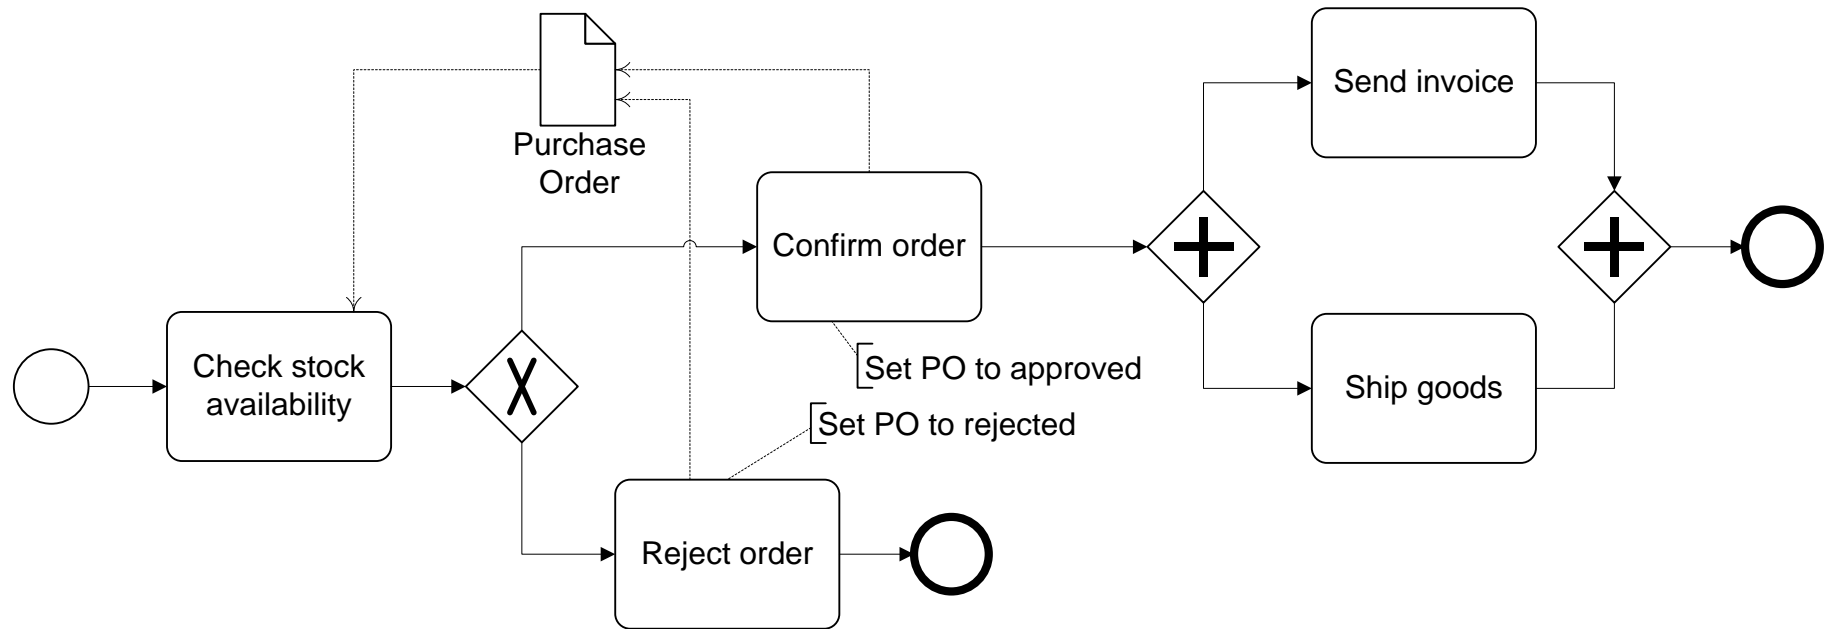 Purchase
Order
Send invoice
Confirm order
Check stock
availability
Set PO to approved
Ship goods
Set PO to rejected
Reject order